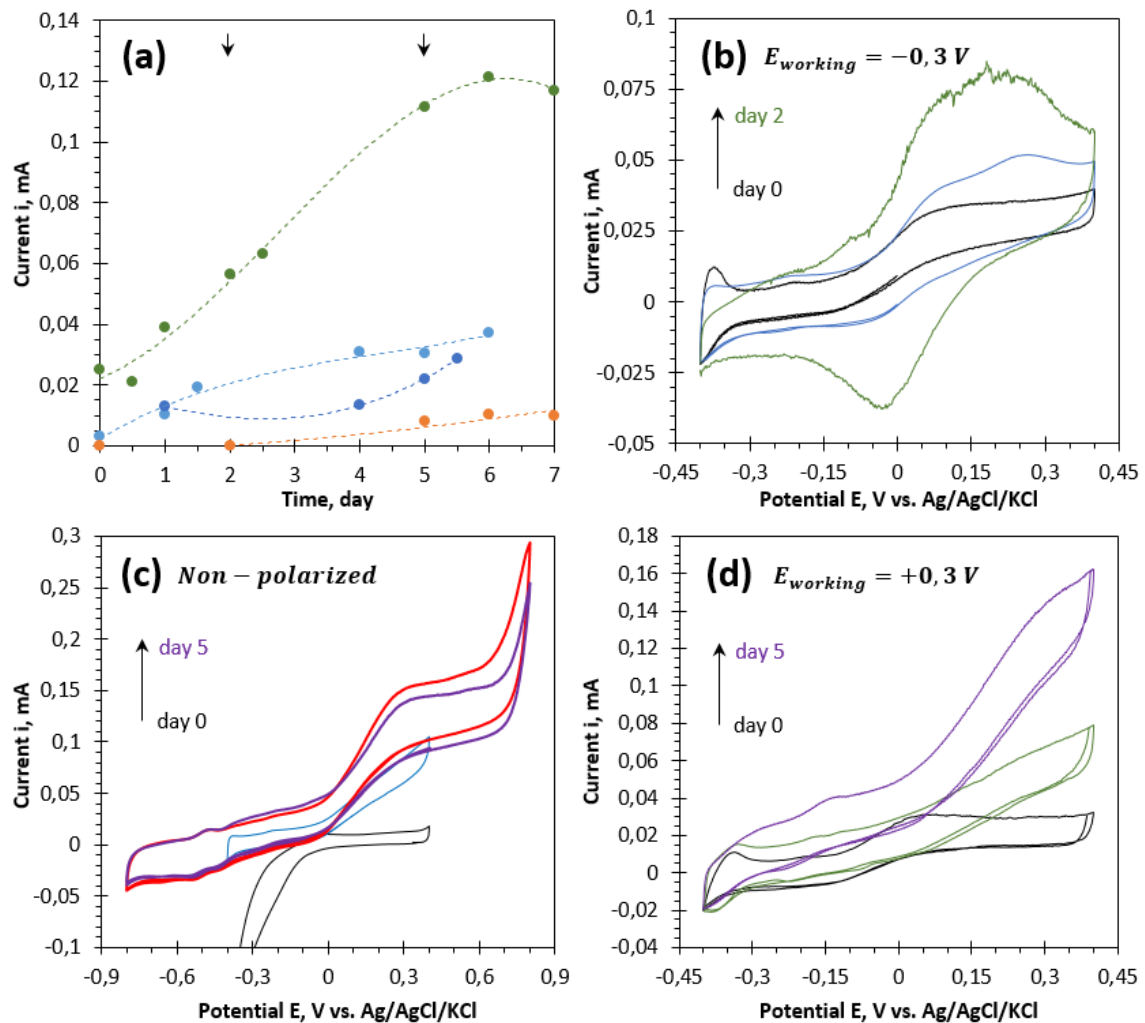 (a)
Current i, mA
0,14
0,12
0,1
0,08
0,06
0,04
0,02
0
0 1 2 3 4 5 6 7
Time, day
(b) E_working = −0, 3 V
day 2
day 0
Current i, mA
0,1
0,075
0,05
0,025
0
-0,025
-0,05
-0,45 -0,3 -0,15 0 0,15 0,3 0,45
Potential E, V vs. Ag/AgCl/KCl
(c) Non − polarized
day 5
day 0
Current i, mA
0,3
0,25
0,2
0,15
0,1
0,05
0
-0,05
-0,1
-0,9 -0,6 -0,3 0 0,3 0,6 0,9
Potential E, V vs. Ag/AgCl/KCl
(d) E_working = +0, 3 V
day 5
day 0
Current i, mA
0,18
0,16
0,14
0,12
0,1
0,08
0,06
0,04
0,02
0
-0,02
-0,04
-0,45 -0,3 -0,15 0 0,15 0,3 0,45
Potential E, V vs. Ag/AgCl/KCl